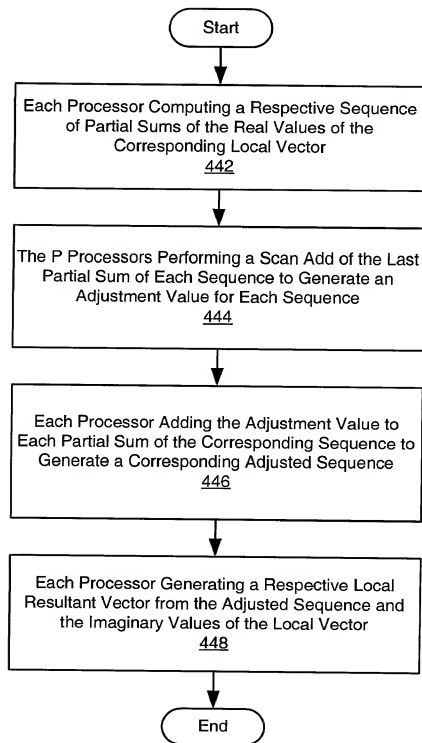 Start
Each Processor Computing a Respective Sequence
of Partial Sums of the Real Values of the
Corresponding Local Vector
442
The P Processors Performing a Scan Add of the Last
Partial Sum of Each Sequence to Generate an
Adjustment Value for Each Sequence
444
Each Processor Adding the Adjustment Value to
Each Partial Sum of the Corresponding Sequence to
Generate a Corresponding Adjusted Sequence
446
Each Processor Generating a Respective Local
Resultant Vector from the Adjusted Sequence and
the Imaginary Values of the Local Vector
448
End